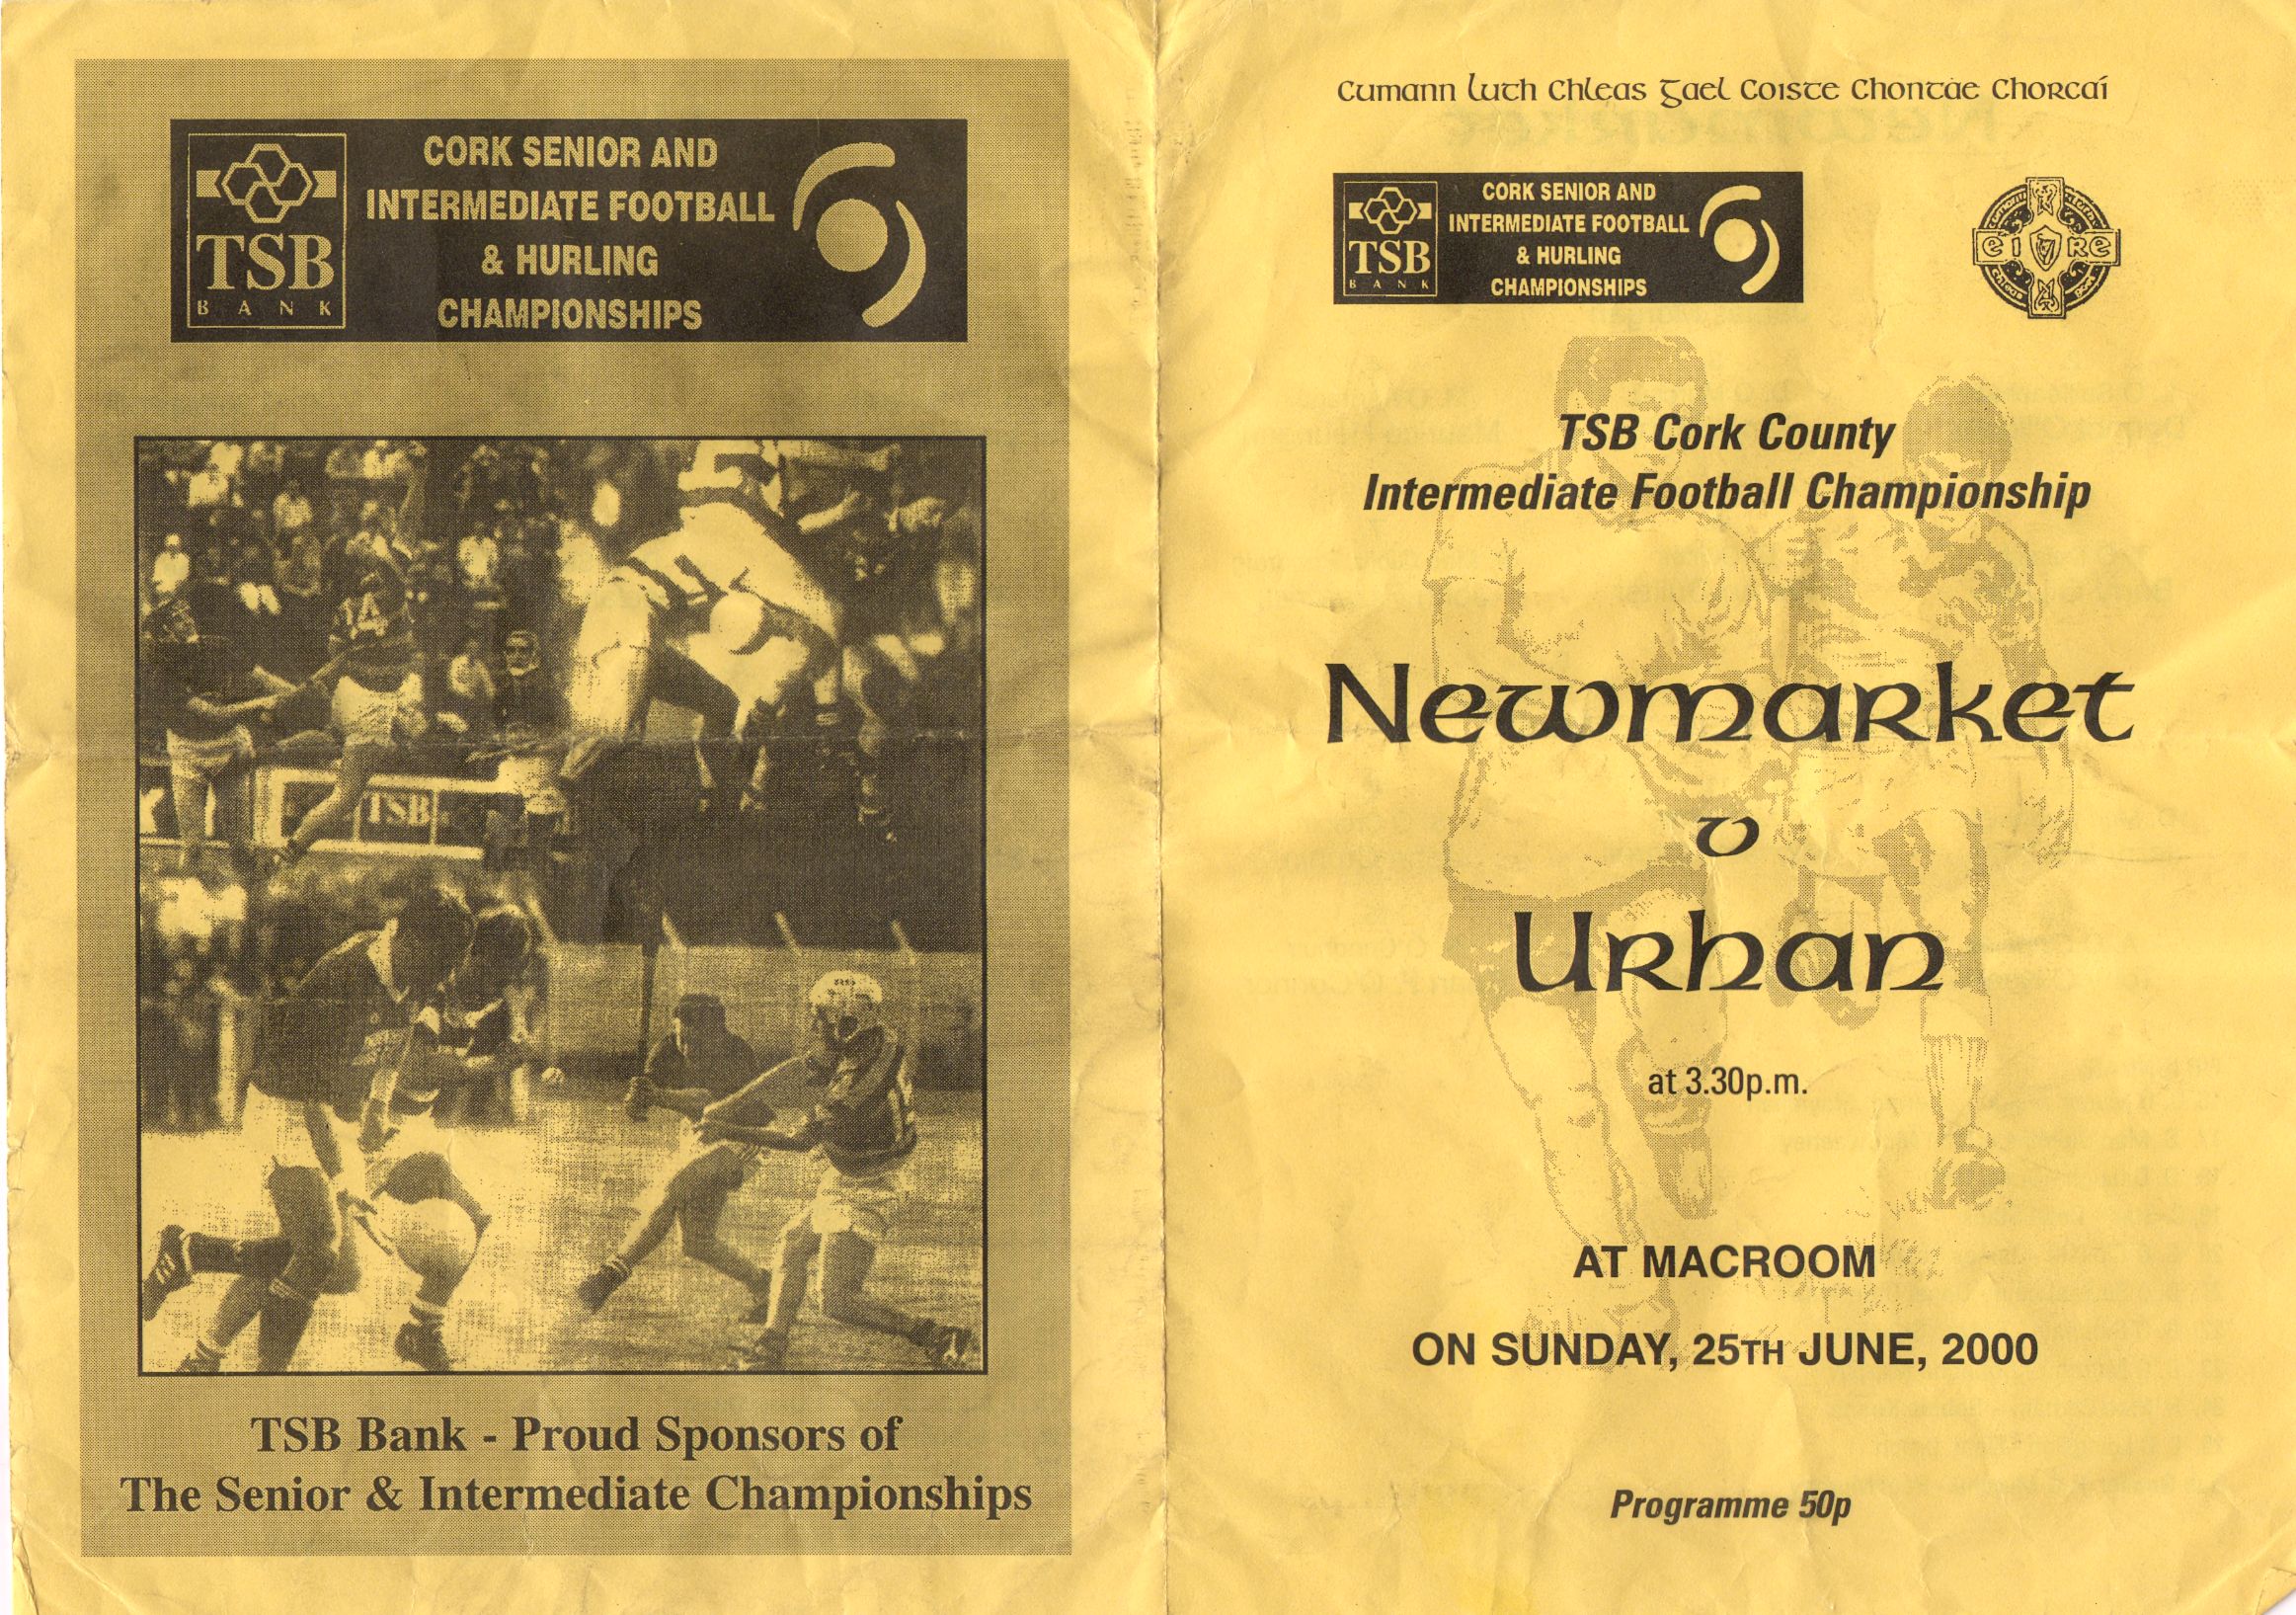 CORK SENIOR AND
INTERMEDIATE FOOTBALL
& HURLING
CHAMPIONSHIPS
TSB
BANK
14
TSB
TSB Bank - Proud Sponsors of
The Senior & Intermediate Championships
Cumann Luth Chleas Gael Coiste Chontae Chorcaí
CORK SENIOR AND
INTERMEDIATE FOOTBALL
& HURLING
CHAMPIONSHIPS
TSB
BANK
ÉIRE
TSB Cork County
Intermediate Football Championship
Newmarket
v
Urhan
at 3.30p.m.
AT MACROOM
ON SUNDAY, 25TH JUNE, 2000
Programme 50p